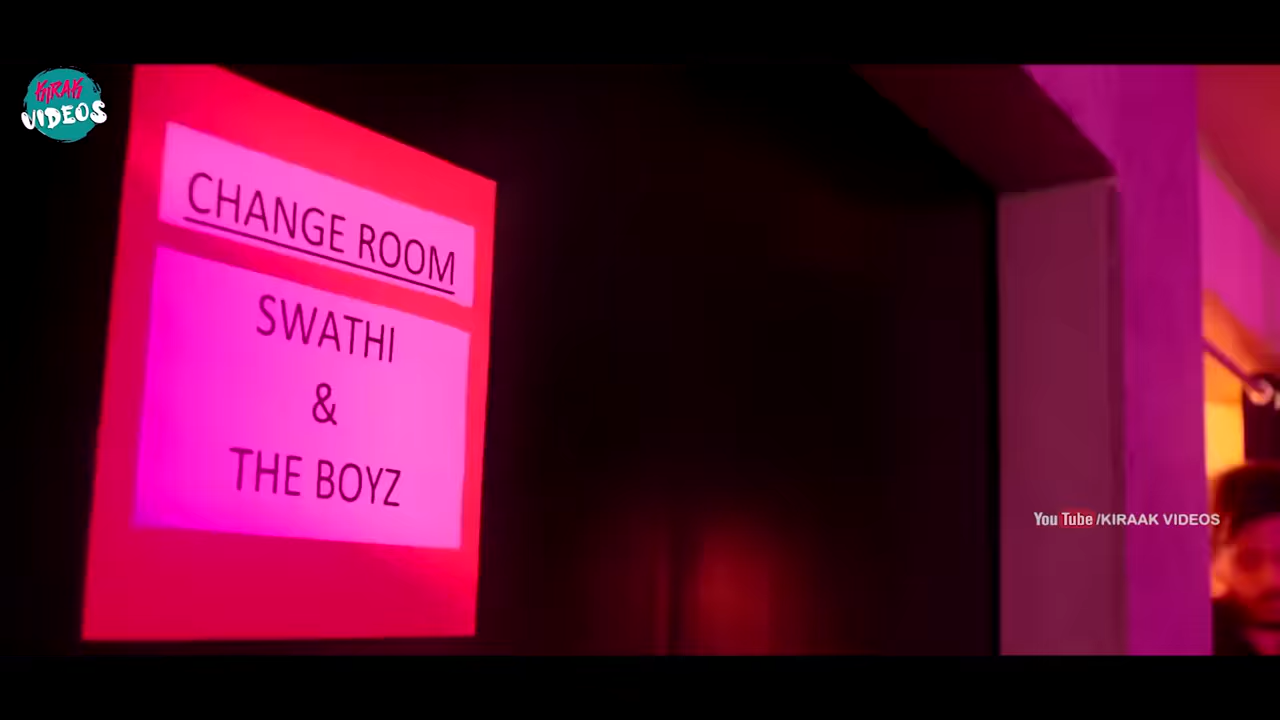 KIRAK
VIDEOS
CHANGE ROOM
SWATHI
&
THE BOYZ
You Tube /KIRAAK VIDEOS